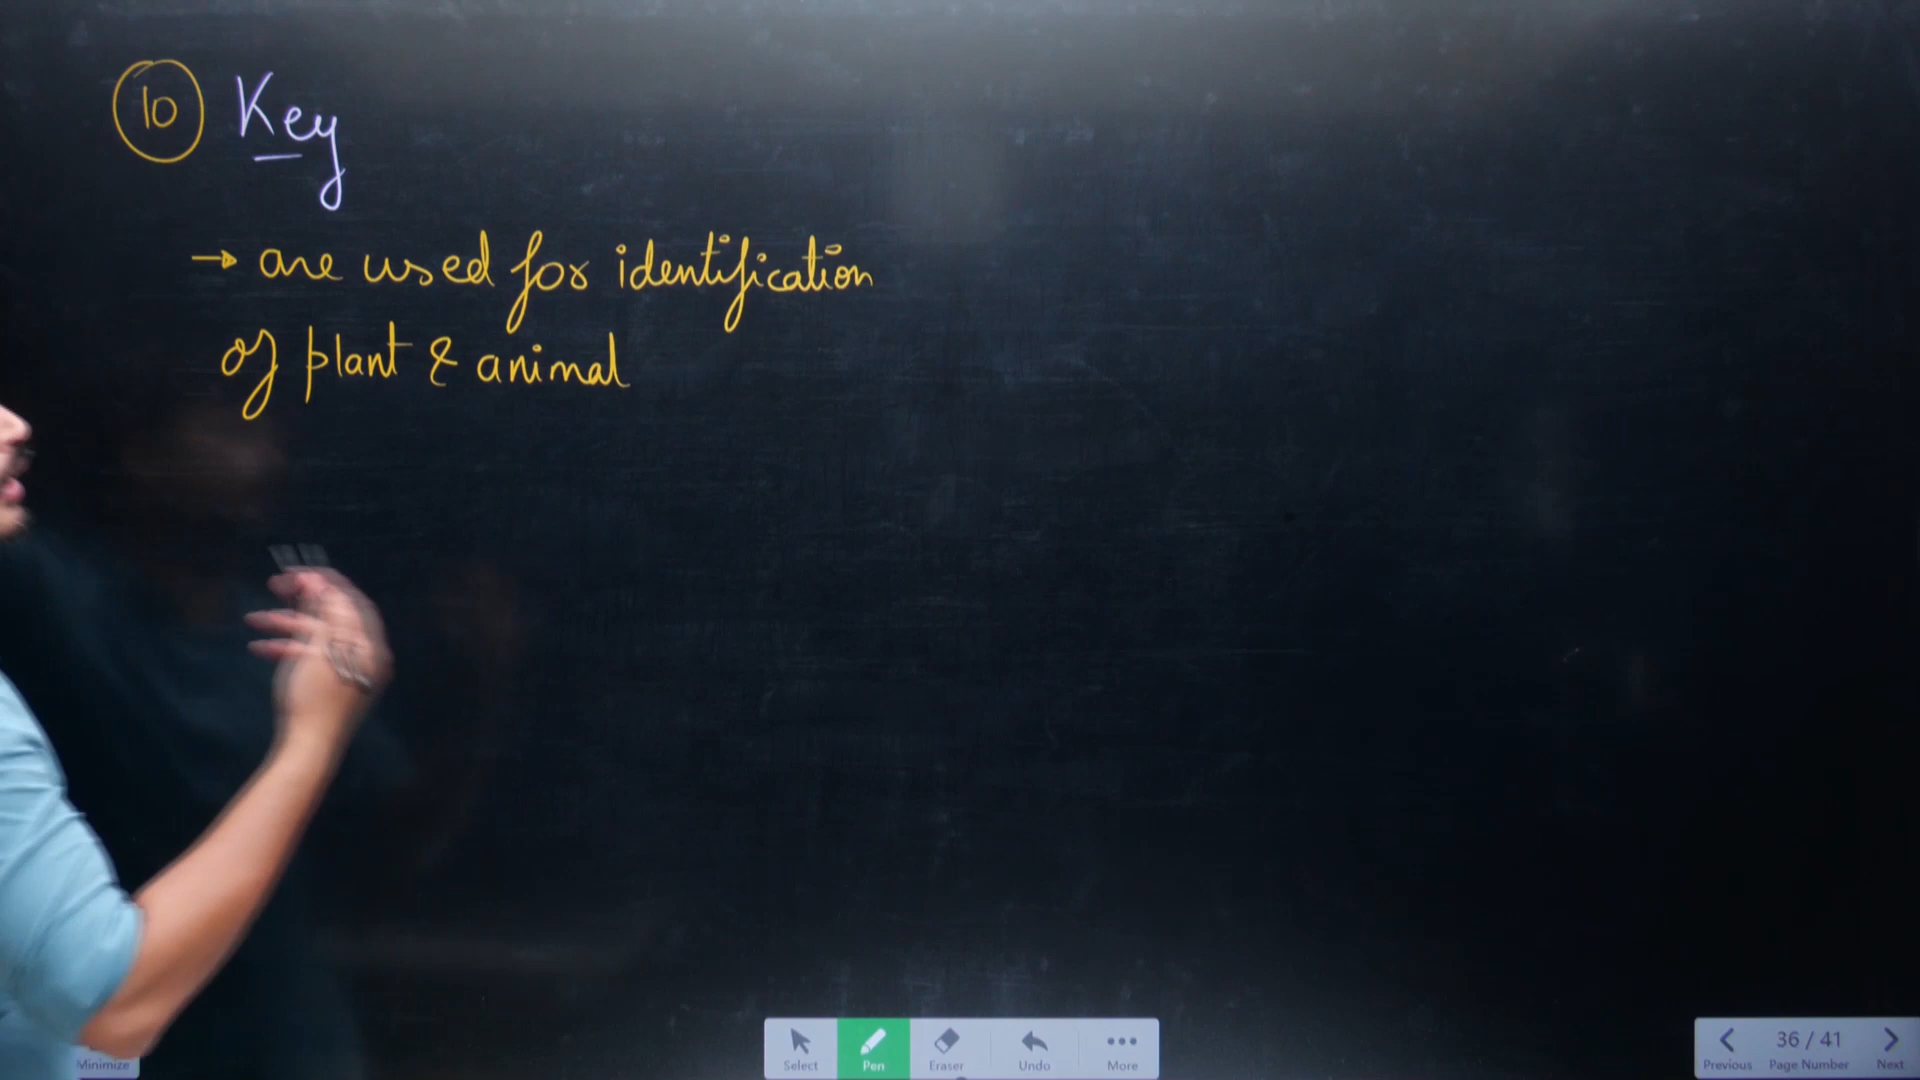 10 Key
→ are used for identification
of plant & animal
Minimize
Select Pen Eraser Undo More
36 / 41
Previous Page Number Next